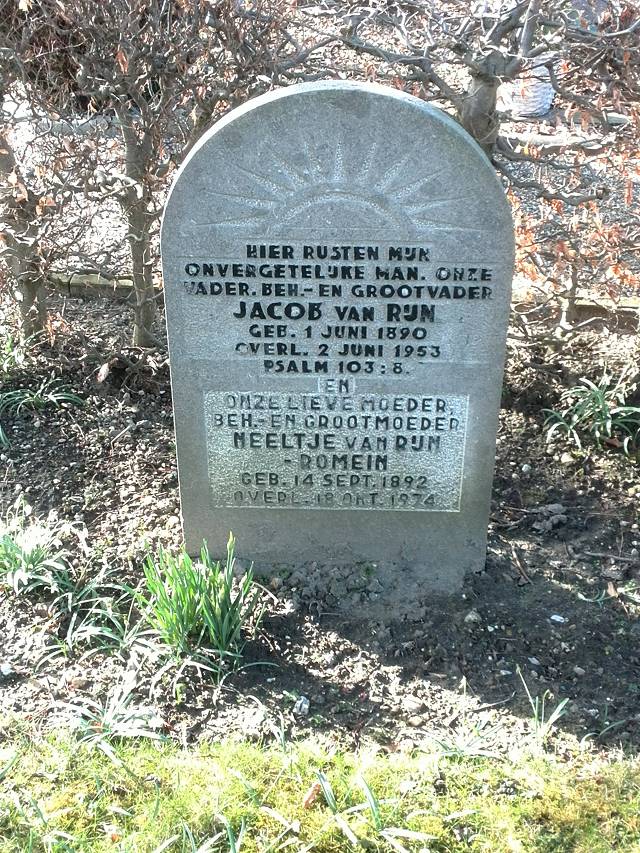 HIER RUSTEN MIJN
ONVERGETELIJKE MAN. ONZE
VADER. BEH.- EN GROOTVADER
JACOB VAN RIJN
GEB. 1 JUNI 1890
OVERL. 2 JUNI 1953
PSALM 103:8.
EN
ONZE LIEVE MOEDER,
BEH.- EN GROOTMOEDER
NEELTJE VAN RIJN
- ROMEIN
GEB. 14 SEPT. 1892
OVERL. 18 OKT. 1974